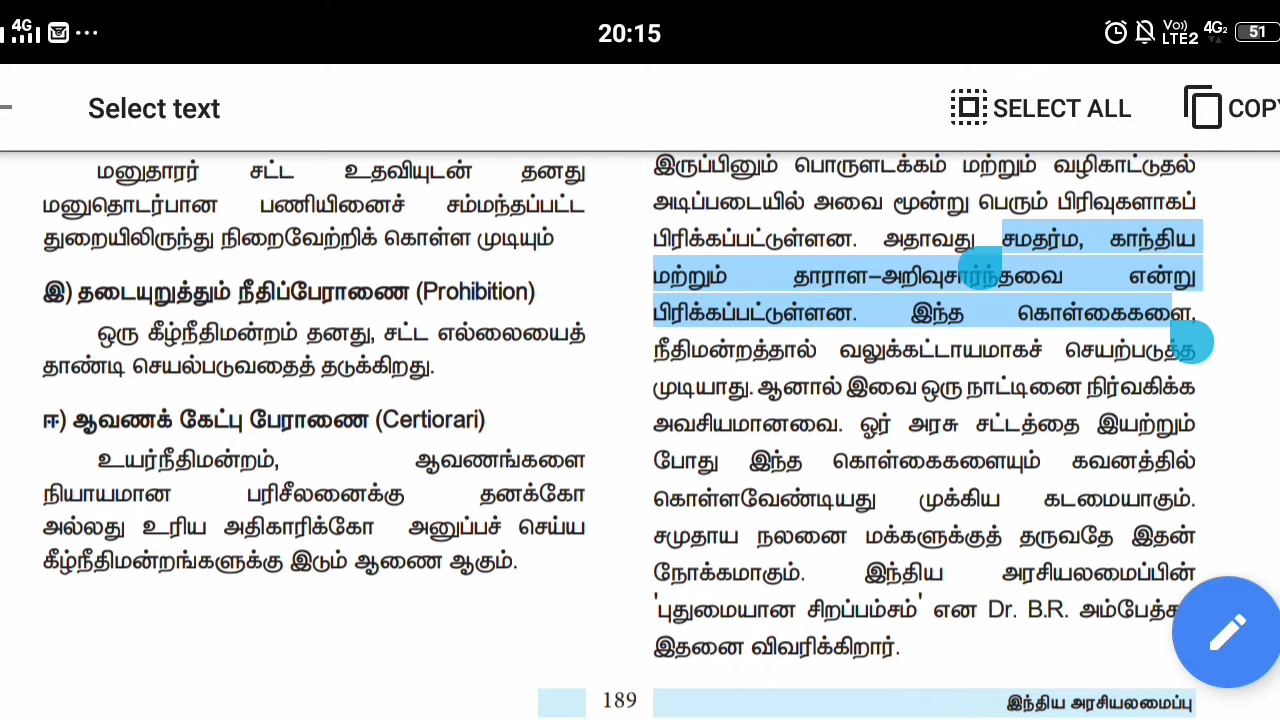 4G 20:15 Vo)) LTE2 4G2 51
Select text SELECT ALL COPY
மனுதாரர் சட்ட உதவியுடன் தனது
மனுதொடர்பான பணியினைச் சம்மந்தப்பட்ட
துறையிலிருந்து நிறைவேற்றிக் கொள்ள முடியும்
இ) தடையுறுத்தும் நீதிப்பேராணை (Prohibition)
ஒரு கீழ்நீதிமன்றம் தனது, சட்ட எல்லையைத்
தாண்டி செயல்படுவதைத் தடுக்கிறது.
ஈ) ஆவணக் கேட்பு பேராணை (Certiorari)
உயர்நீதிமன்றம், ஆவணங்களை
நியாயமான பரிசீலனைக்கு தனக்கோ
அல்லது உரிய அதிகாரிக்கோ அனுப்பச் செய்ய
கீழ்நீதிமன்றங்களுக்கு இடும் ஆணை ஆகும்.
இருப்பினும் பொருளடக்கம் மற்றும் வழிகாட்டுதல்
அடிப்படையில் அவை மூன்று பெரும் பிரிவுகளாகப்
பிரிக்கப்பட்டுள்ளன. அதாவது சமதர்ம, காந்திய
மற்றும் தாராள–அறிவுசார்ந்தவை என்று
பிரிக்கப்பட்டுள்ளன. இந்த கொள்கைகளை,
நீதிமன்றத்தால் வலுக்கட்டாயமாகச் செயற்படுத்த
முடியாது. ஆனால் இவை ஒரு நாட்டினை நிர்வகிக்க
அவசியமானவை. ஓர் அரசு சட்டத்தை இயற்றும்
போது இந்த கொள்கைகளையும் கவனத்தில்
கொள்ளவேண்டியது முக்கிய கடமையாகும்.
சமுதாய நலனை மக்களுக்குத் தருவதே இதன்
நோக்கமாகும். இந்திய அரசியலமைப்பின்
'புதுமையான சிறப்பம்சம்' என Dr. B.R.
இதனை விவரிக்கிறார்.
189 இந்திய அரசியலமைப்பு